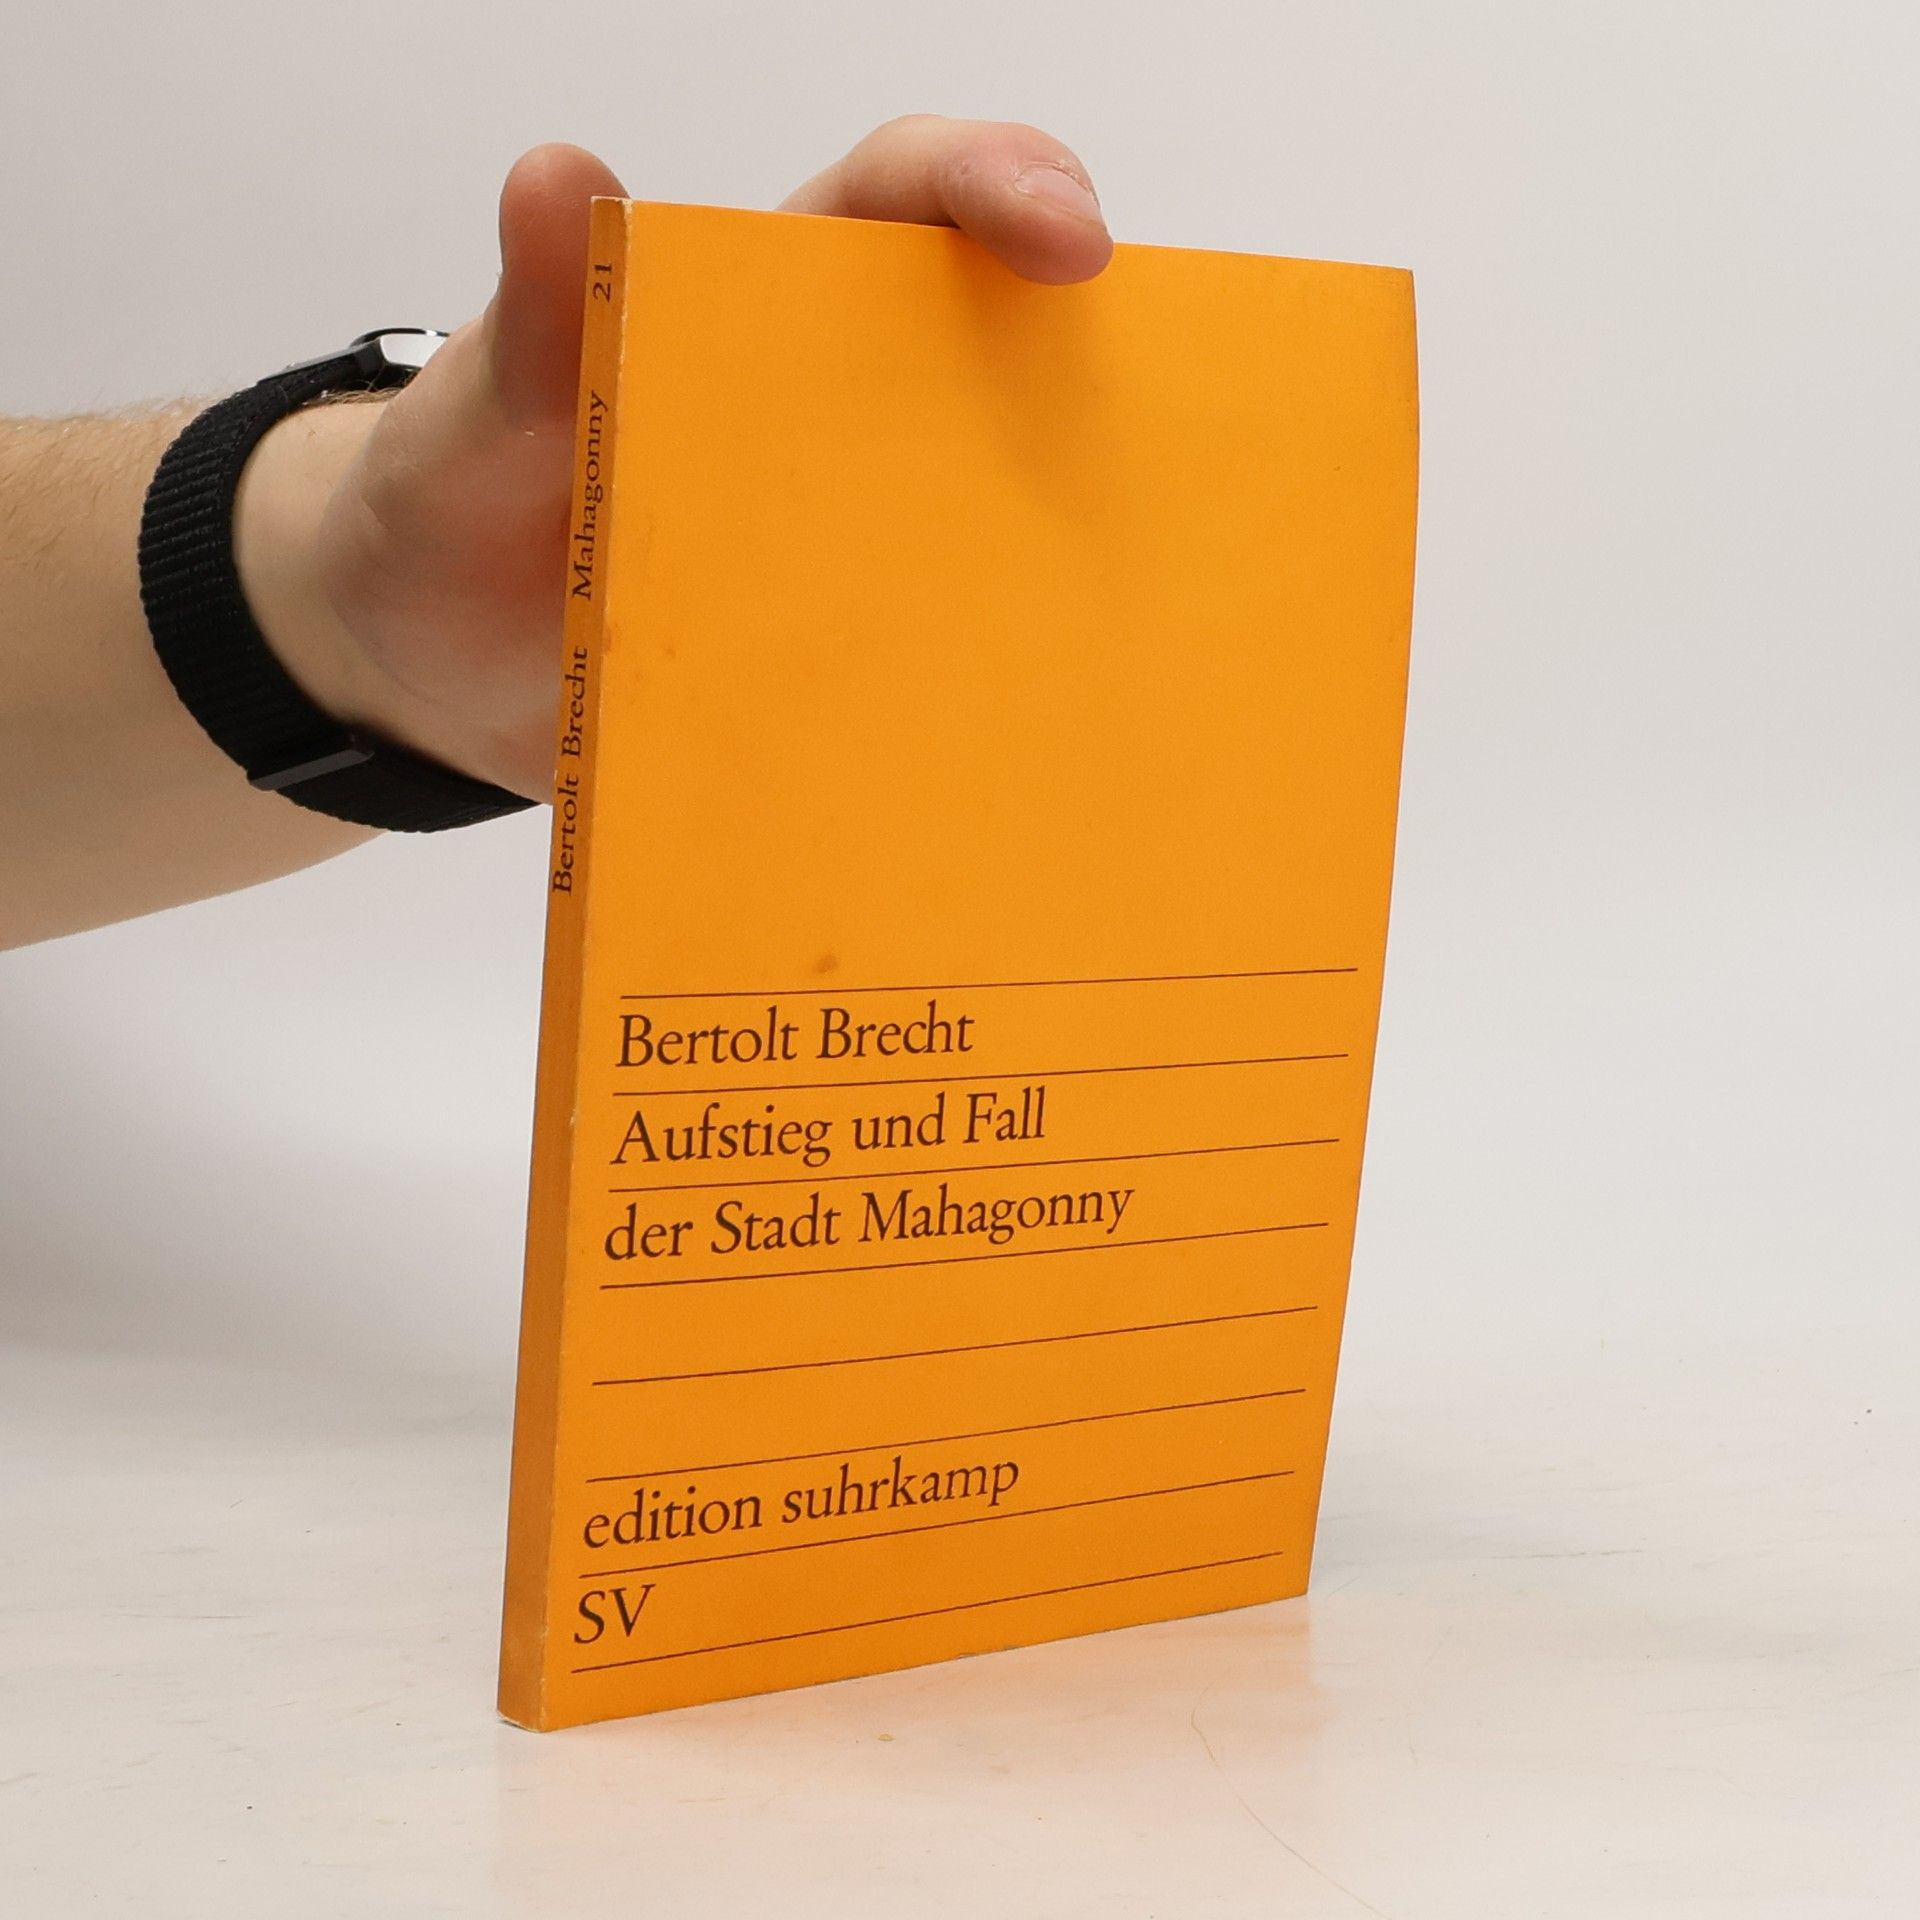 Bertolt Brecht Mahagonny 21
Bertolt Brecht
Aufstieg und Fall
der Stadt Mahagonny
edition suhrkamp
SV